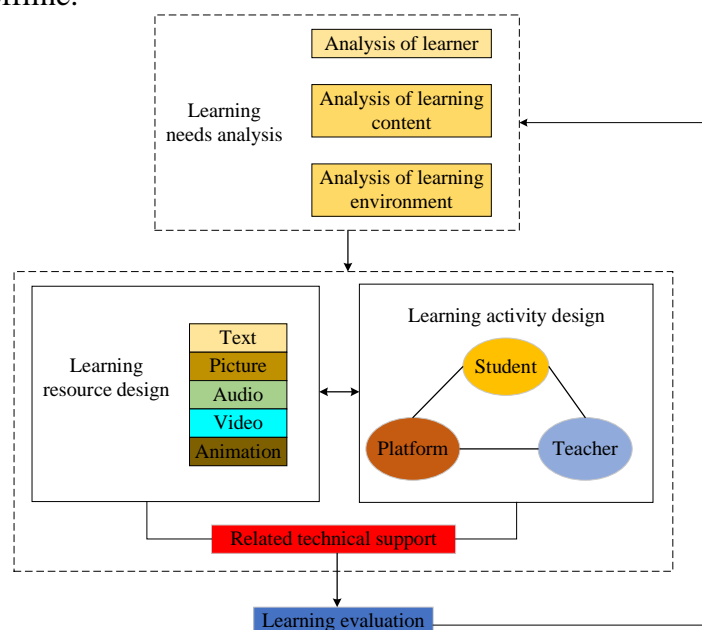 Analysis of learner
Learning
needs analysis
Analysis of learning
content
Analysis of learning
environment
Learning
resource design
Text
Picture
Audio
Video
Animation
Learning activity design
Student
Platform
Teacher
Related technical support
Learning evaluation